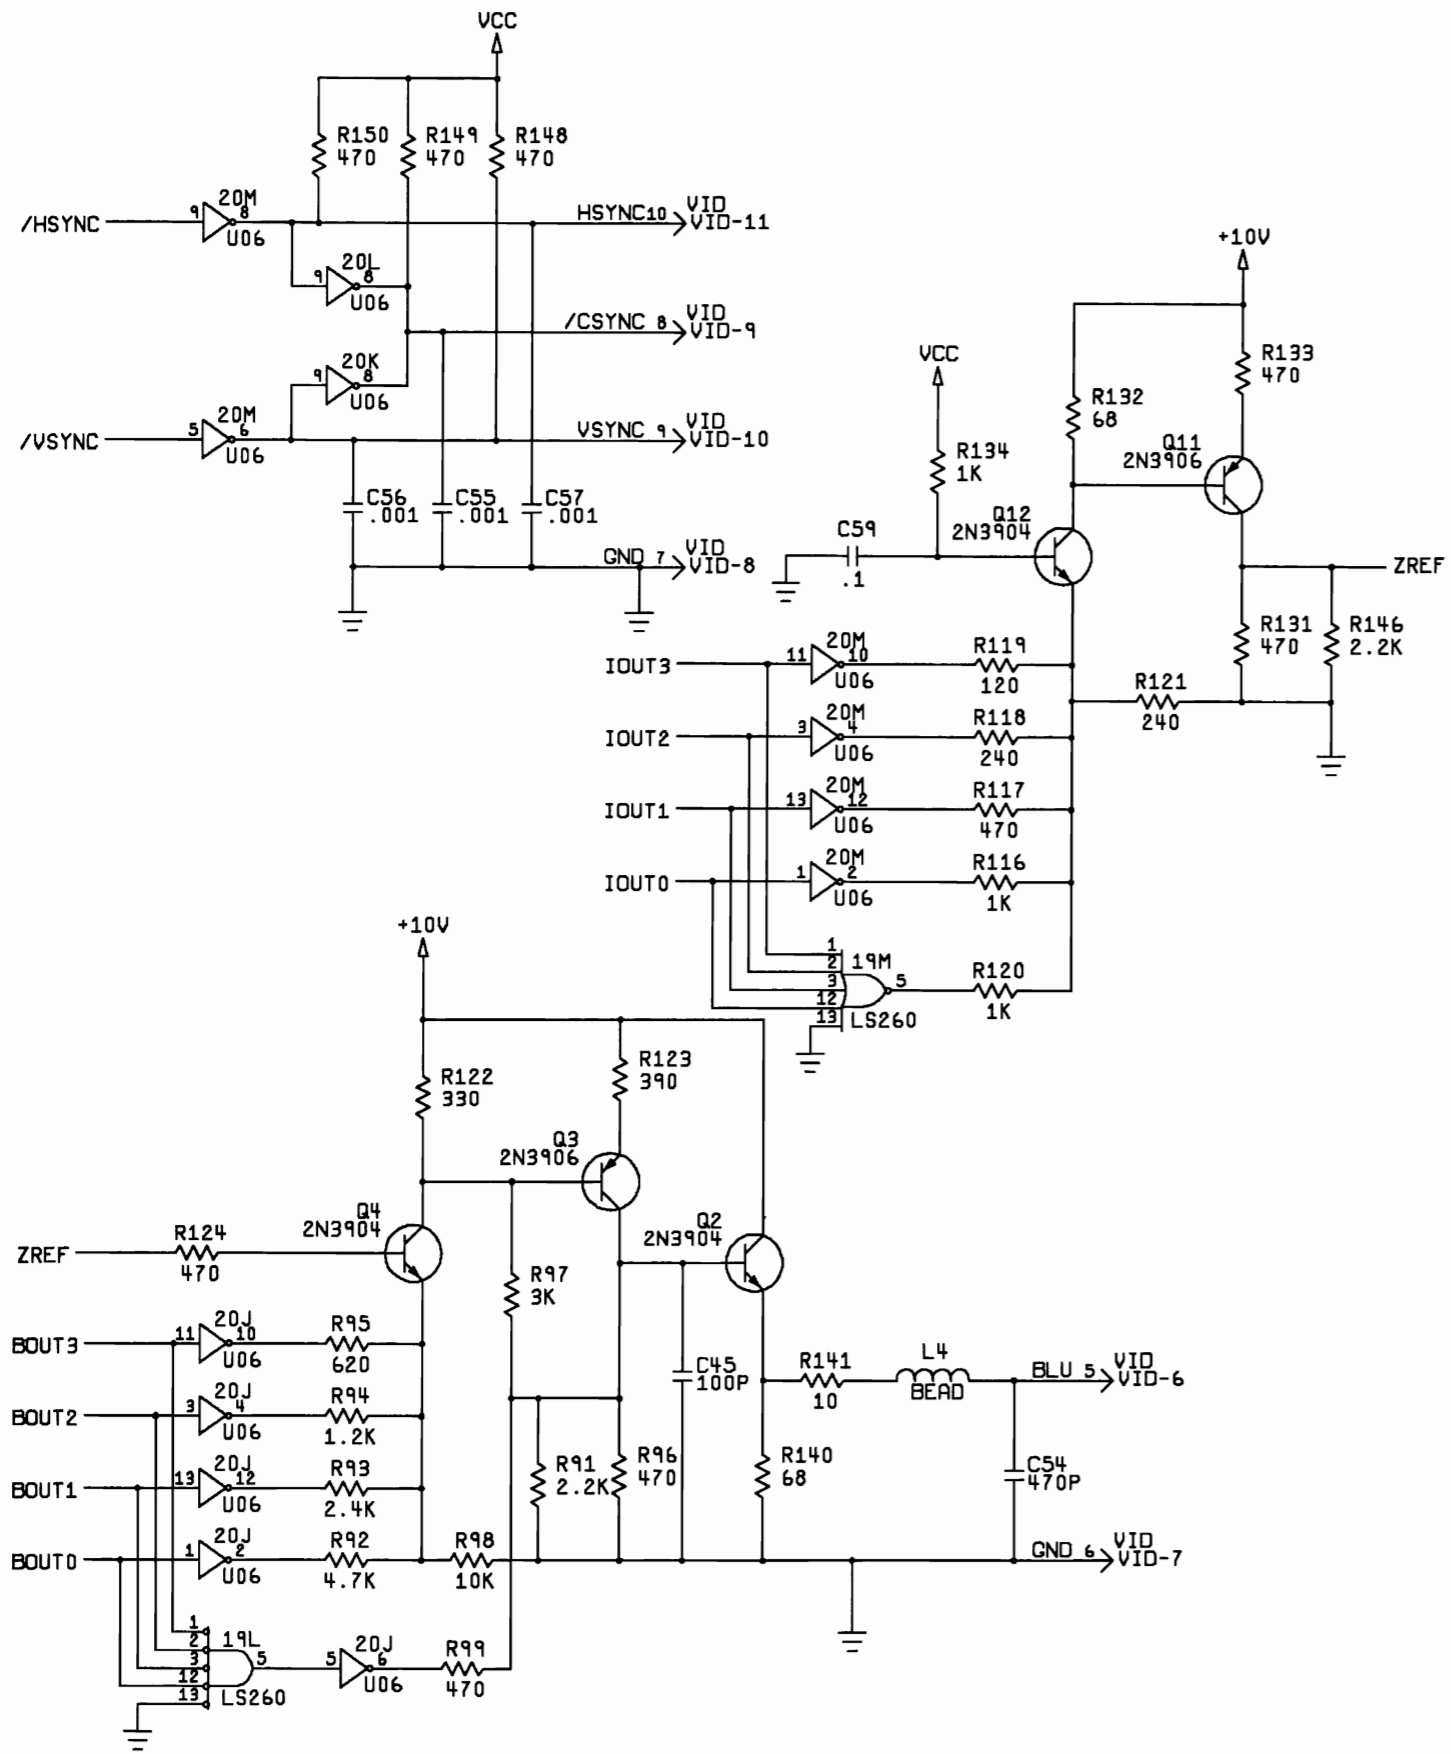 VCC
R150
470
R149
470
R148
470
/HSYNC
9
20M
8
U06
HSYNC 10
VID
VID-11
9
20L
8
U06
/CSYNC 8
VID
VID-9
9
20K
8
U06
/VSYNC
5
20M
6
U06
VSYNC 9
VID
VID-10
C56
.001
C55
.001
C57
.001
GND 7
VID
VID-8
+10V
VCC
R133
470
R132
68
Q11
2N3906
R134
1K
Q12
2N3904
C59
.1
ZREF
R131
470
R146
2.2K
R121
240
IOUT3
11
20M
10
U06
R119
120
IOUT2
3
20M
4
U06
R118
240
IOUT1
13
20M
12
U06
R117
470
IOUT0
1
20M
2
U06
R116
1K
1
2
3
12
13
19M
5
LS260
R120
1K
+10V
R122
330
R123
390
Q3
2N3906
Q4
2N3904
Q2
2N3904
ZREF
R124
470
R97
3K
BOUT3
11
20J
10
U06
R95
620
BOUT2
3
20J
4
U06
R94
1.2K
BOUT1
13
20J
12
U06
R93
2.4K
BOUT0
1
20J
2
U06
R92
4.7K
R98
10K
C45
100P
R141
10
L4
BEAD
BLU 5
VID
VID-6
R91
2.2K
R96
470
R140
68
C54
470P
GND 6
VID
VID-7
1
2
3
12
13
19L
5
LS260
5
20J
6
U06
R99
470